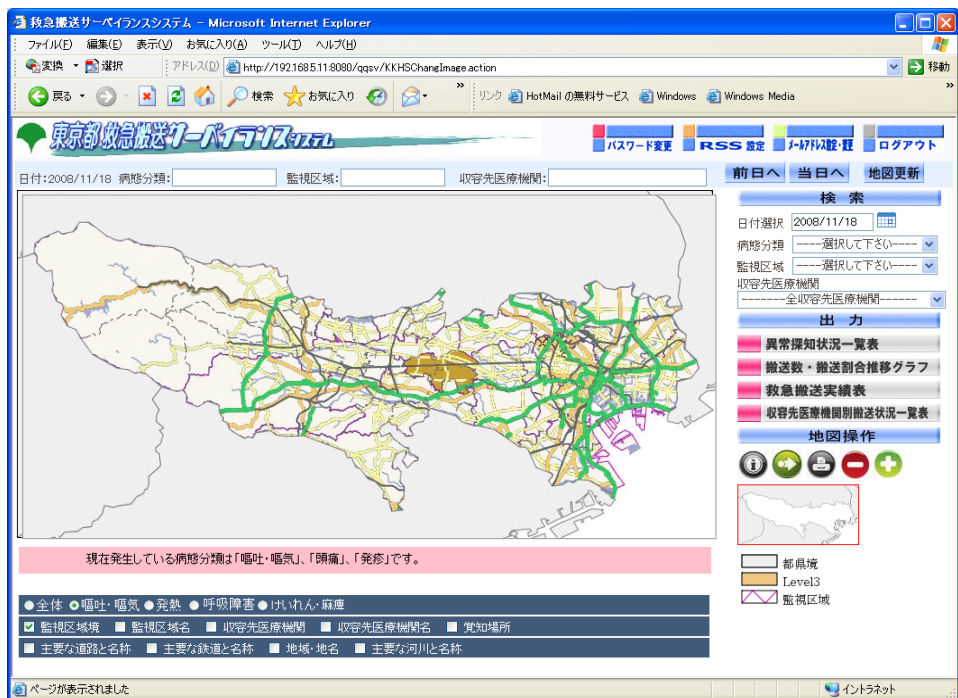 救急搬送サーベイランスシステム - Microsoft Internet Explorer
ファイル(F) 編集(E) 表示(V) お気に入り(A) ツール(T) ヘルプ(H)
変換 選択 アドレス(D) http://192.168.5.11:8080/qqsv/KKHSChangImage.action 移動
戻る 検索 お気に入り » リンク HotMail の無料サービス Windows Windows Media »
東京都救急搬送サーベイランスシステム
パスワード変更 RSS 設定 ログアウト
日付:2008/11/18 病態分類: 監視区域: 収容先医療機関:
前日へ 当日へ 地図更新
検 索
日付選択 2008/11/18
病態分類 ----選択して下さい----
監視区域 ----選択して下さい----
収容先医療機関
-------全収容先医療機関------
出 力
異常探知状況一覧表
搬送数・搬送割合推移グラフ
救急搬送実績表
収容先医療機関別搬送状況一覧表
地図操作
都県境
Level3
監視区域
現在発生している病態分類は「嘔吐・嘔気」、「頭痛」、「発疹」です。
全体 嘔吐・嘔気 発熱 呼吸障害 けいれん・麻痺
監視区域境 監視区域名 収容先医療機関 収容先医療機関名 覚知場所
主要な道路と名称 主要な鉄道と名称 地域・地名 主要な河川と名称
ページが表示されました イントラネット